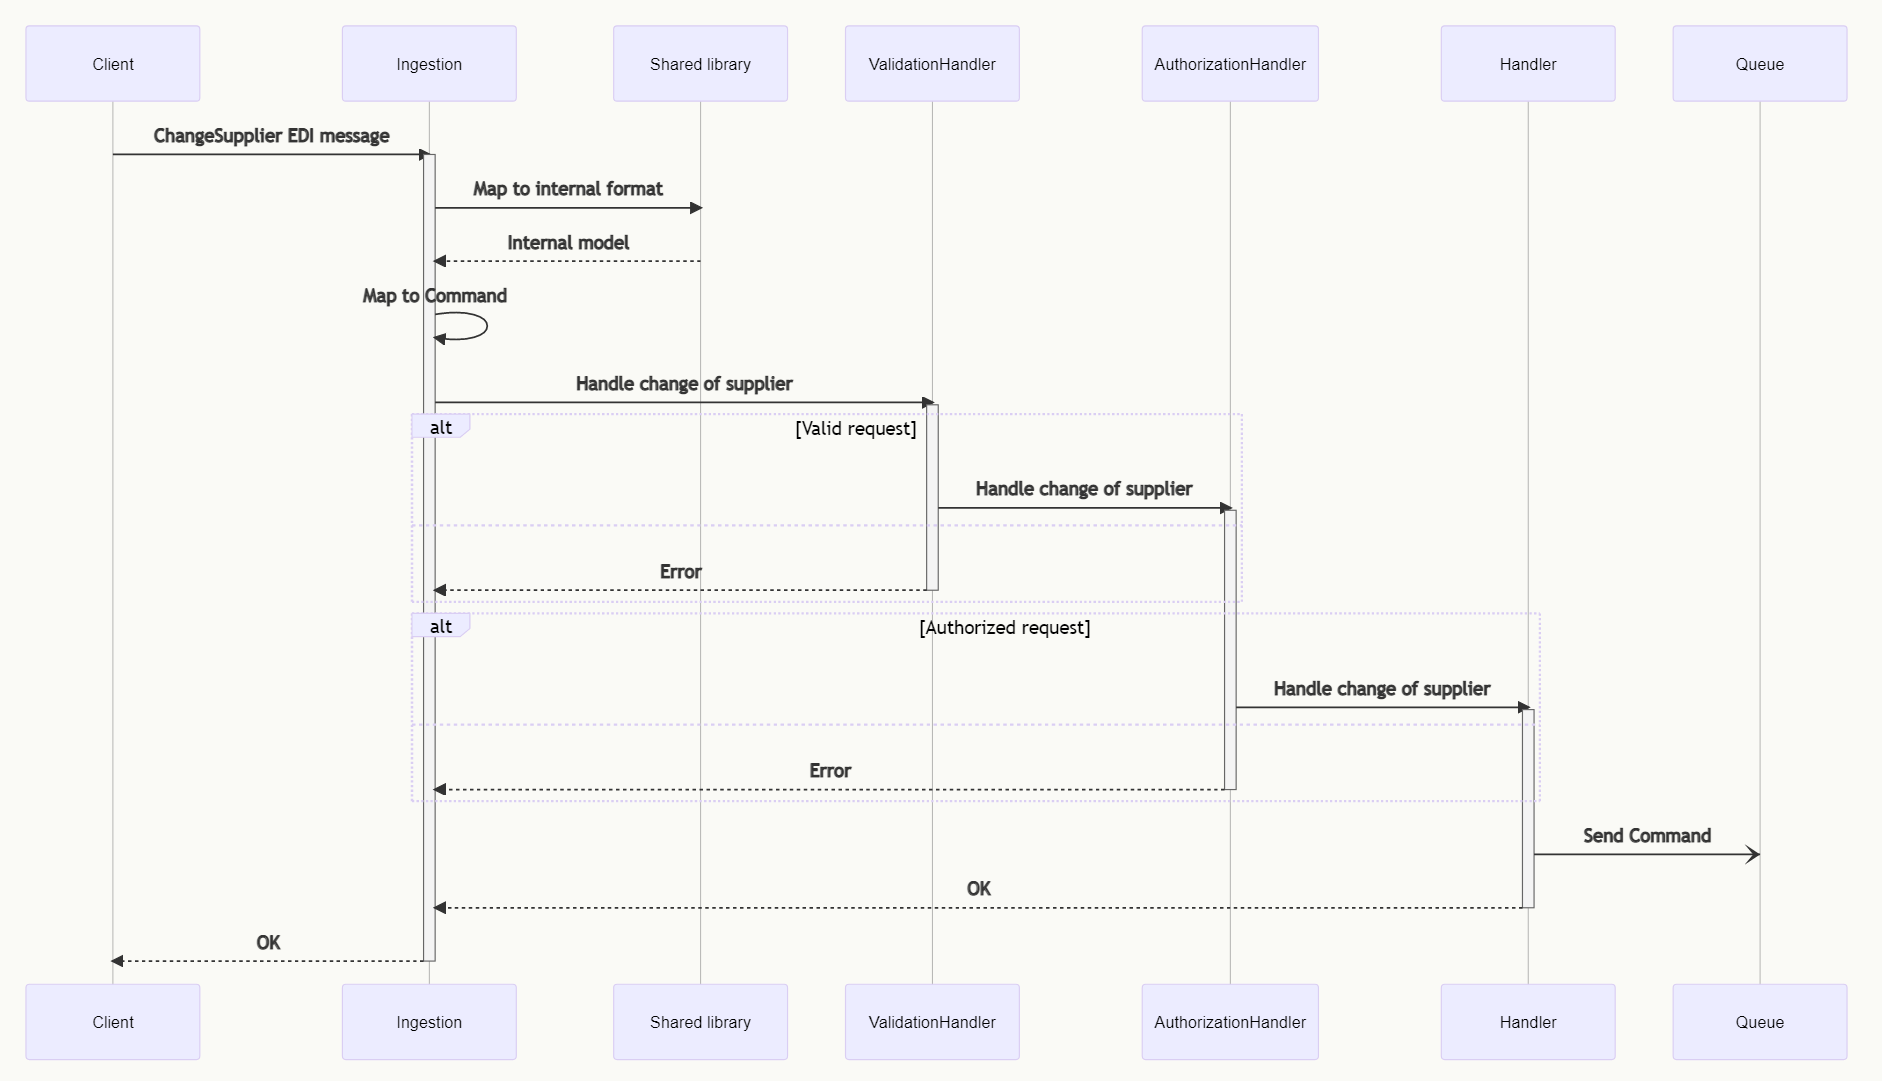 Client
Ingestion
Shared library
ValidationHandler
AuthorizationHandler
Handler
Queue
ChangeSupplier EDI message
Map to internal format
Internal model
Map to Command
Handle change of supplier
alt
[Valid request]
Handle change of supplier
Error
alt
[Authorized request]
Handle change of supplier
Error
Send Command
OK
OK
Client
Ingestion
Shared library
ValidationHandler
AuthorizationHandler
Handler
Queue